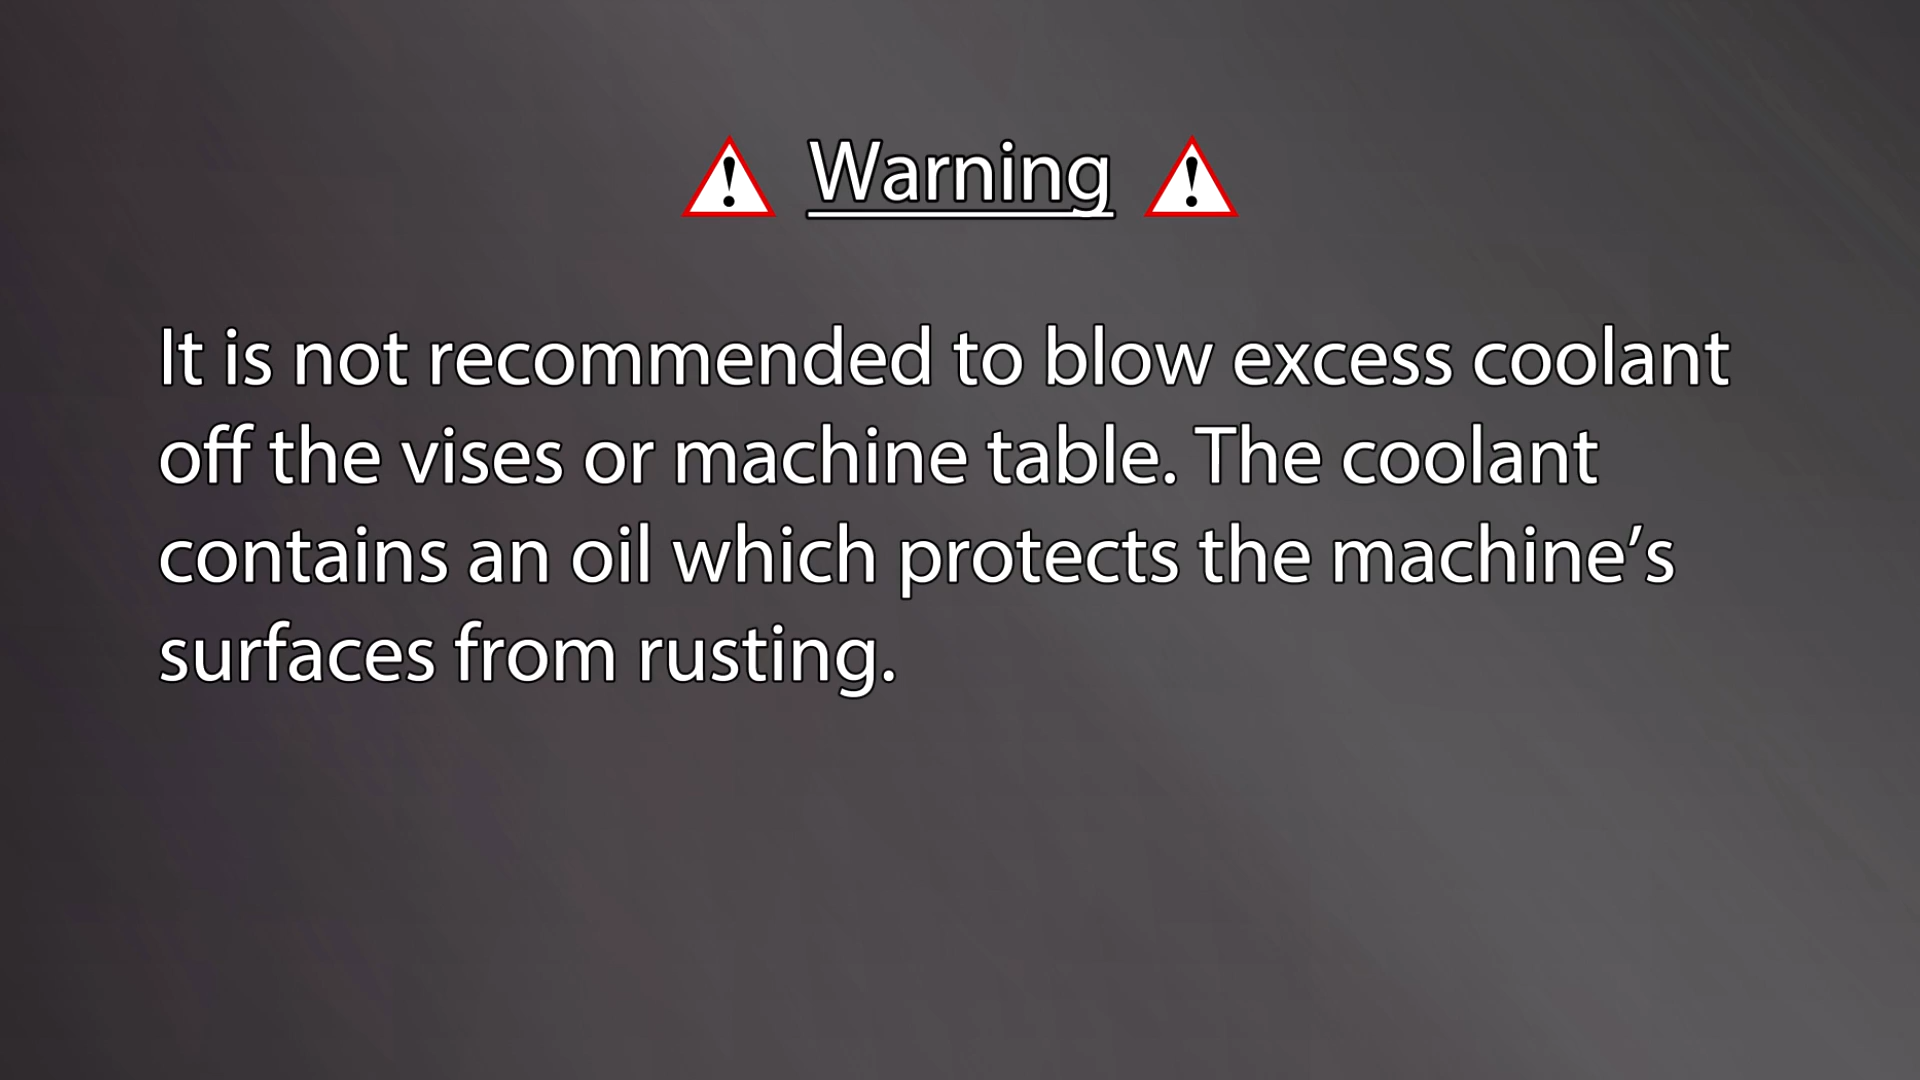 Warning
It is not recommended to blow excess coolant
off the vises or machine table. The coolant
contains an oil which protects the machine’s
surfaces from rusting.